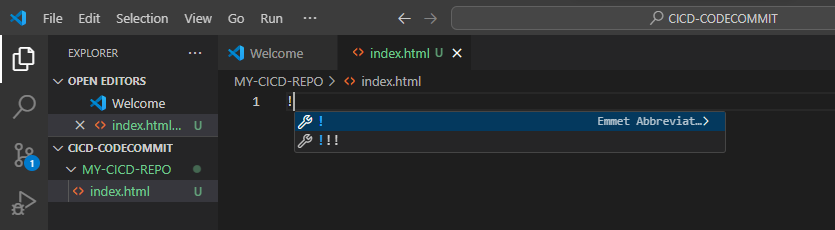 File Edit Selection View Go Run ··· CICD-CODECOMMIT
EXPLORER ···
Welcome
index.html U
OPEN EDITORS
Welcome
index.html... U
CICD-CODECOMMIT
MY-CICD-REPO
index.html U
MY-CICD-REPO > index.html
1 !
! Emmet Abbreviat...>
!!!
1